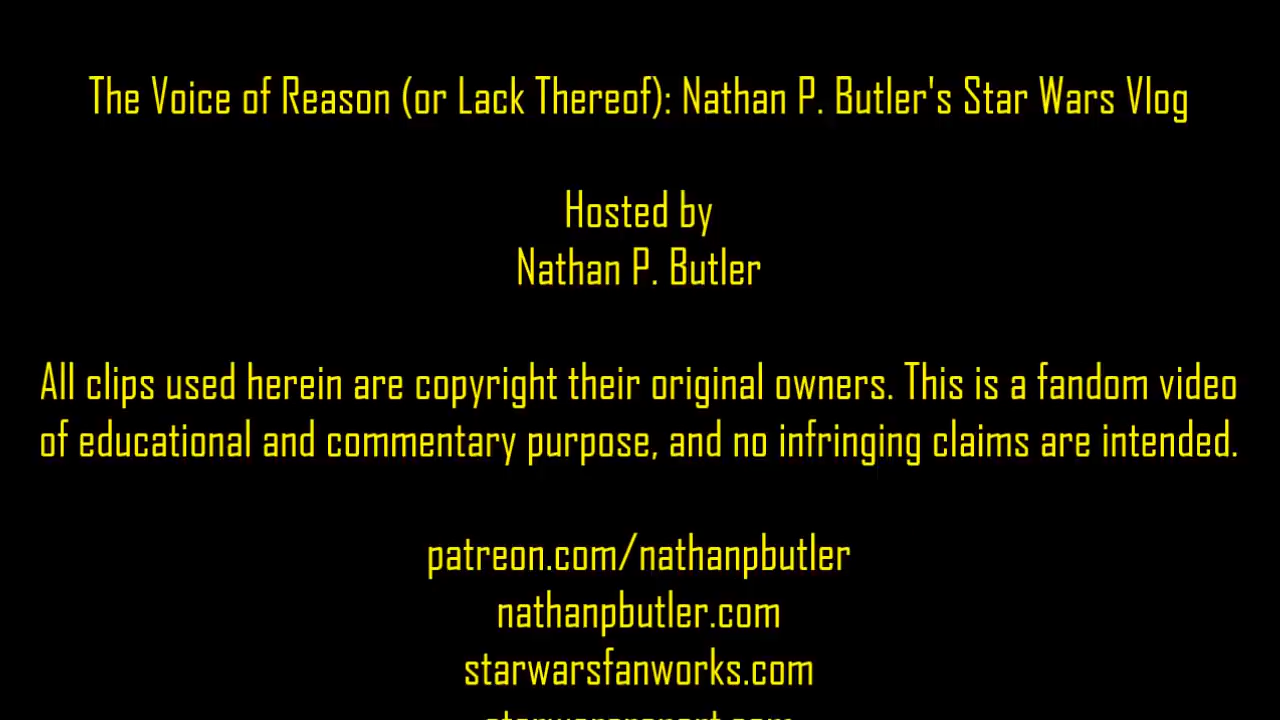 The Voice of Reason (or Lack Thereof): Nathan P. Butler's Star Wars Vlog
Hosted by
Nathan P. Butler
All clips used herein are copyright their original owners. This is a fandom video
of educational and commentary purpose, and no infringing claims are intended.
patreon.com/nathanpbutler
nathanpbutler.com
starwarsfanworks.com